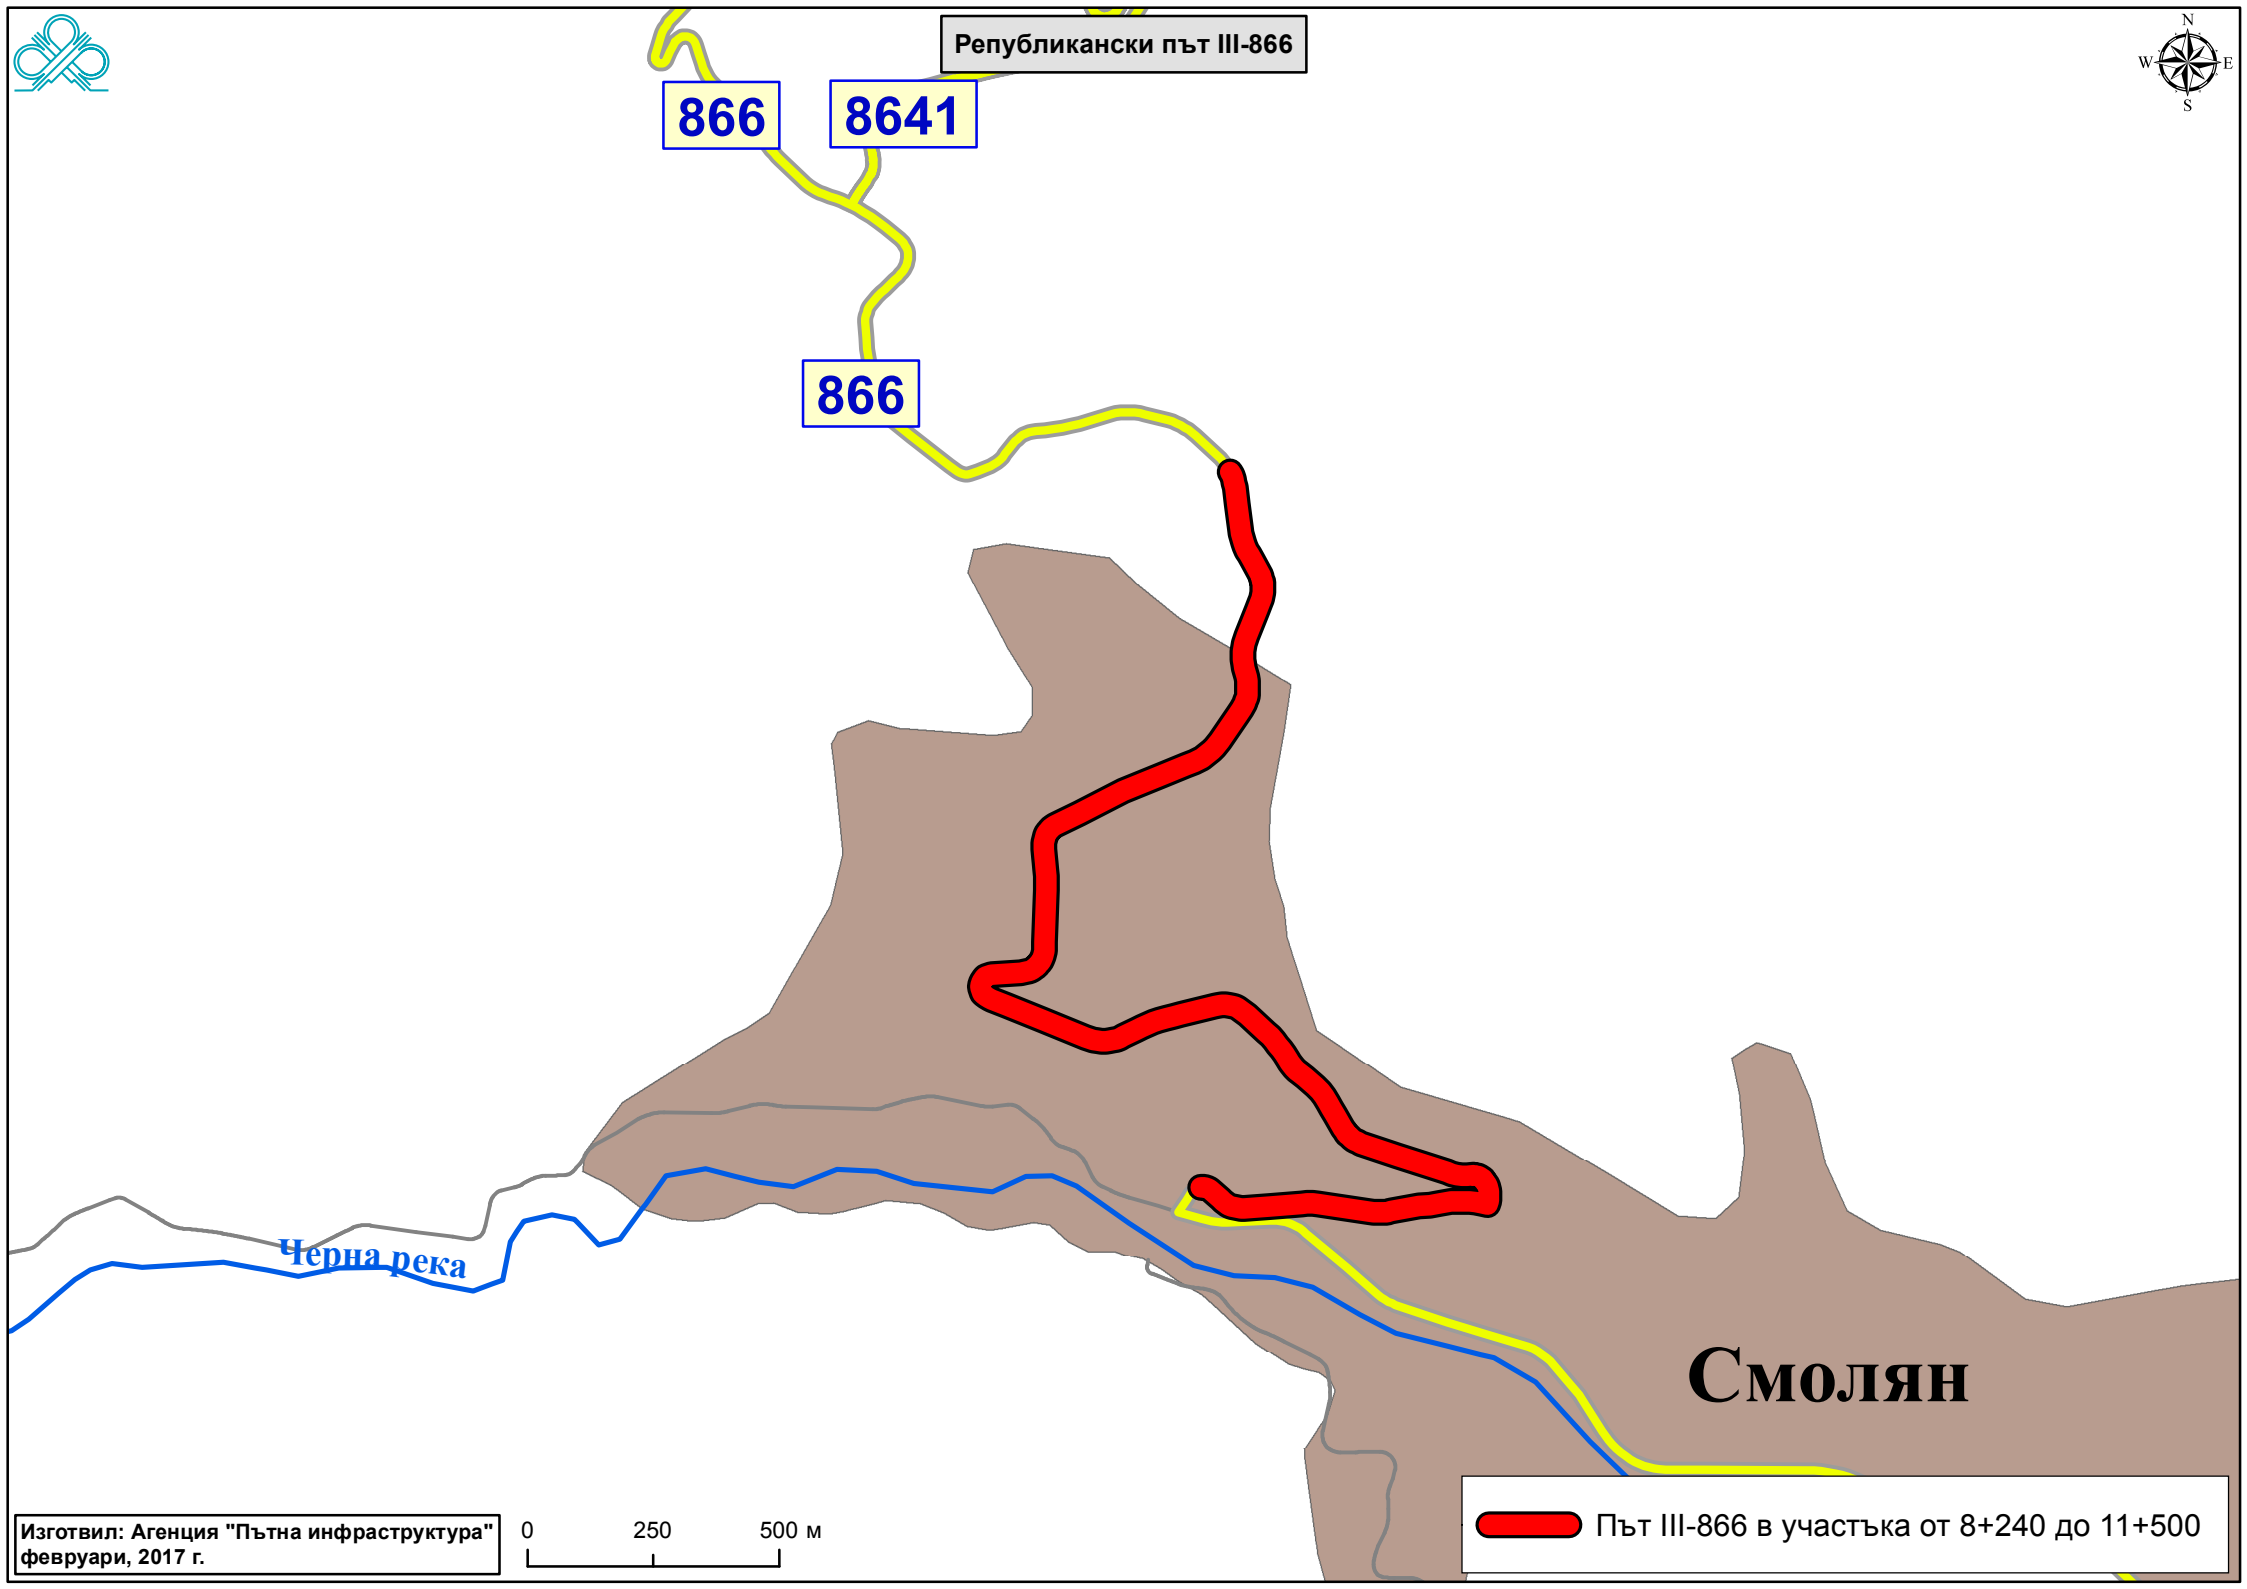 Републикански път III-866
N
W E
S
866
8641
866
Черна река
Смолян
Изготвил: Агенция "Пътна инфраструктура"
февруари, 2017 г.
0 250 500 м
Път III-866 в участъка от 8+240 до 11+500